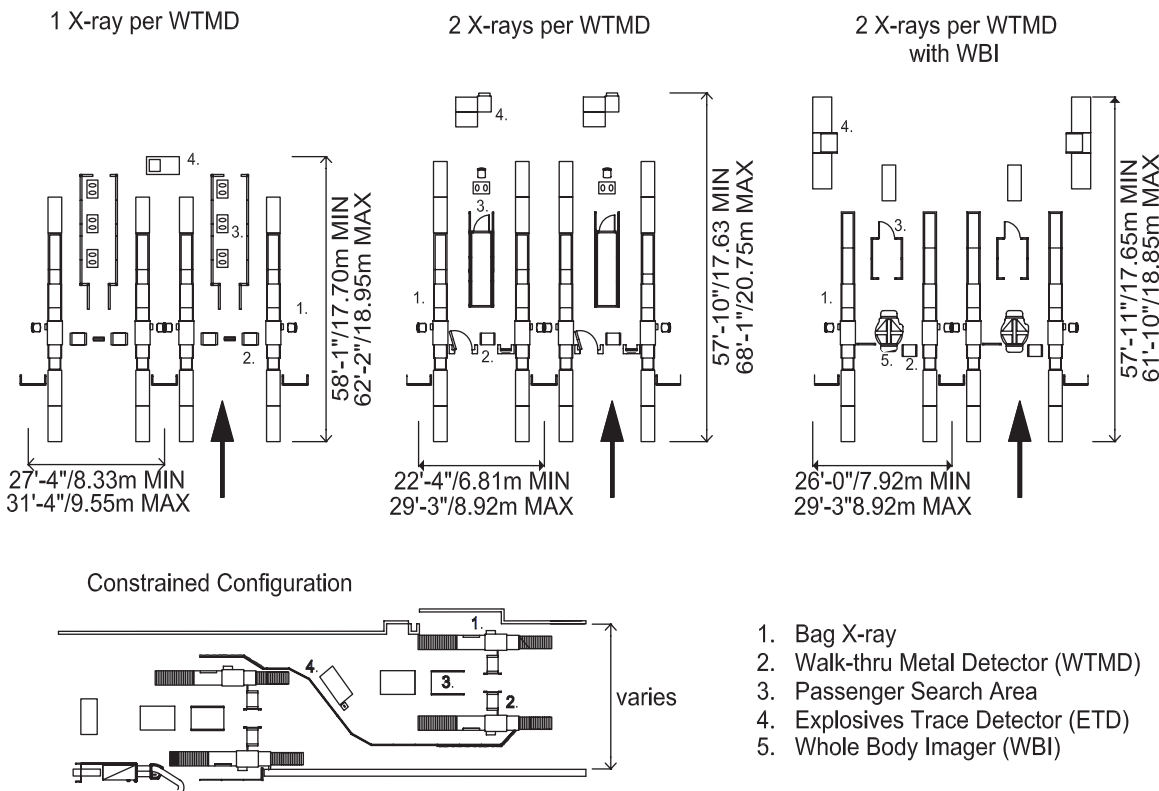 1 X-ray per WTMD
2 X-rays per WTMD
2 X-rays per WTMD
with WBI
4.
3.
1.
2.
58'-1"/17.70m MIN
62'-2"/18.95m MAX
27'-4"/8.33m MIN
31'-4"/9.55m MAX
4.
3.
1.
2.
57'-10"/17.63 MIN
68'-1"/20.75m MAX
22'-4"/6.81m MIN
29'-3"/8.92m MAX
4.
3.
1.
5.
2.
57'-11"/17.65m MIN
61'-10"/18.85m MAX
26'-0"/7.92m MIN
29'-3"8.92m MAX
Constrained Configuration
1.
4.
3.
2.
varies
1. Bag X-ray
2. Walk-thru Metal Detector (WTMD)
3. Passenger Search Area
4. Explosives Trace Detector (ETD)
5. Whole Body Imager (WBI)